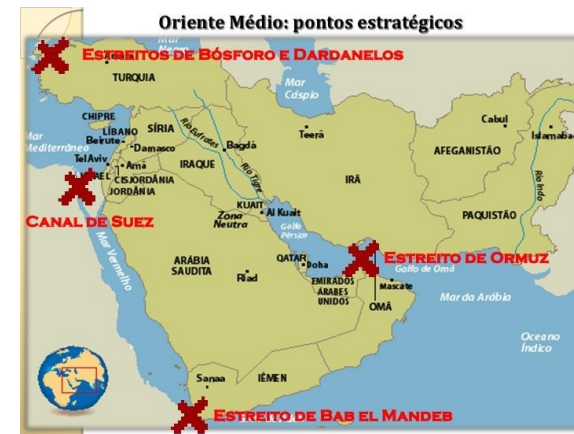 Oriente Médio: pontos estratégicos
Mar
ESTREITOS DE BÓSFORO E DARDANELOS
TURQUIA
Mar
Cáspio
CHIPRE
LÍBANO
SÍRIA
Cabul
Islamaba
Mar
Mediterrâneo
Beirute
Damasco
Bagdá
Teerã
AFEGANISTÃO
Rio Eufrates
Rio Tigre
Tel Aviv
Amã
IRAQUE
CISJORDÂNIA
JORDÂNIA
IRÃ
Rio Indo
KUAIT
Al Kuait
PAQUISTÃO
CANAL DE SUEZ
Zona
Neutra
Golfo
Pérsico
Mar Vermelho
ARÁBIA
SAUDITA
QATAR
Doha
ESTREITO DE ORMUZ
Golfo de Omã
Riad
EMIRADOS
ÁRABES
UNIDOS
Mascate
OMÃ
Mar da Arábia
Oceano
Índico
Sanaa
IÊMEN
ESTREITO DE BAB EL MANDEB